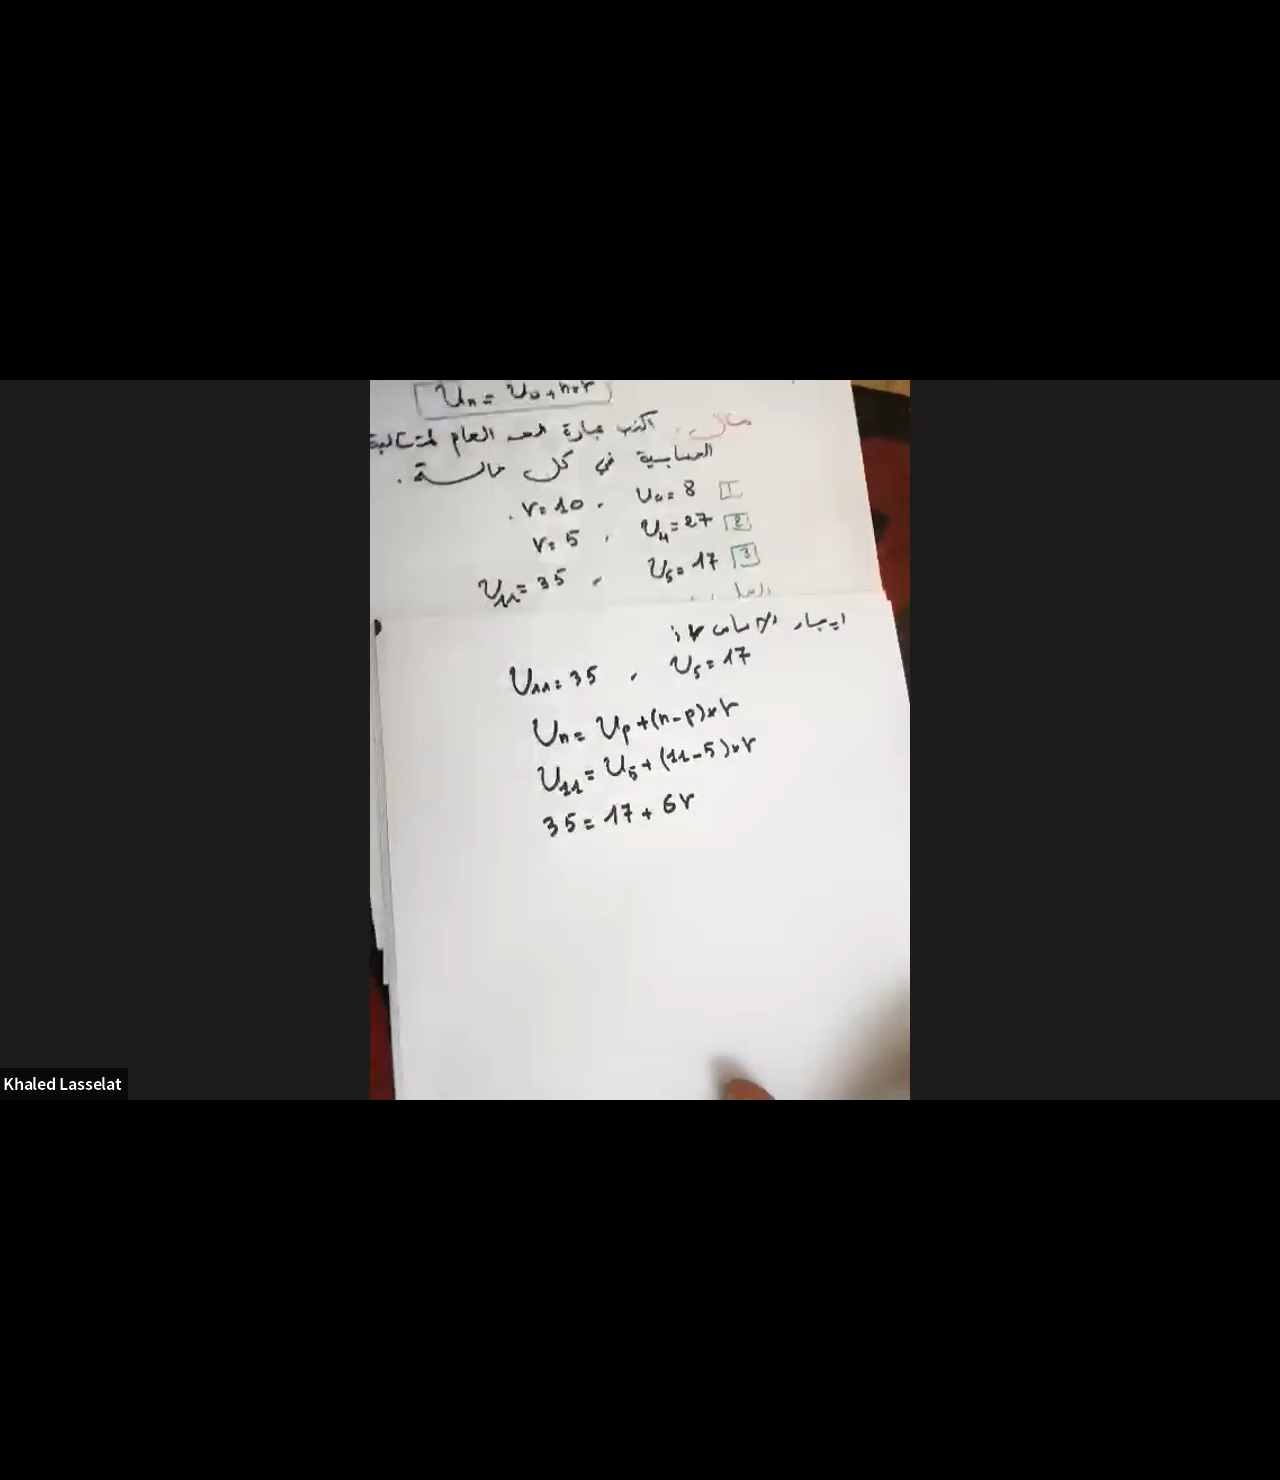 Un = U0 + n×r
مثال. اكتب عبارة الحد العام لمتتالية
الحسابية في كل حالة.
1 U0 = 8 , r = 10 .
2 U4 = 27 , r = 5
3 U5 = 17 , U11 = 35
ايجاد الاساس r :
U5 = 17 , U11 = 35
Un = Up + (n-p)×r
U11 = U5 + (11-5)×r
35 = 17 + 6r
Khaled Lasselat